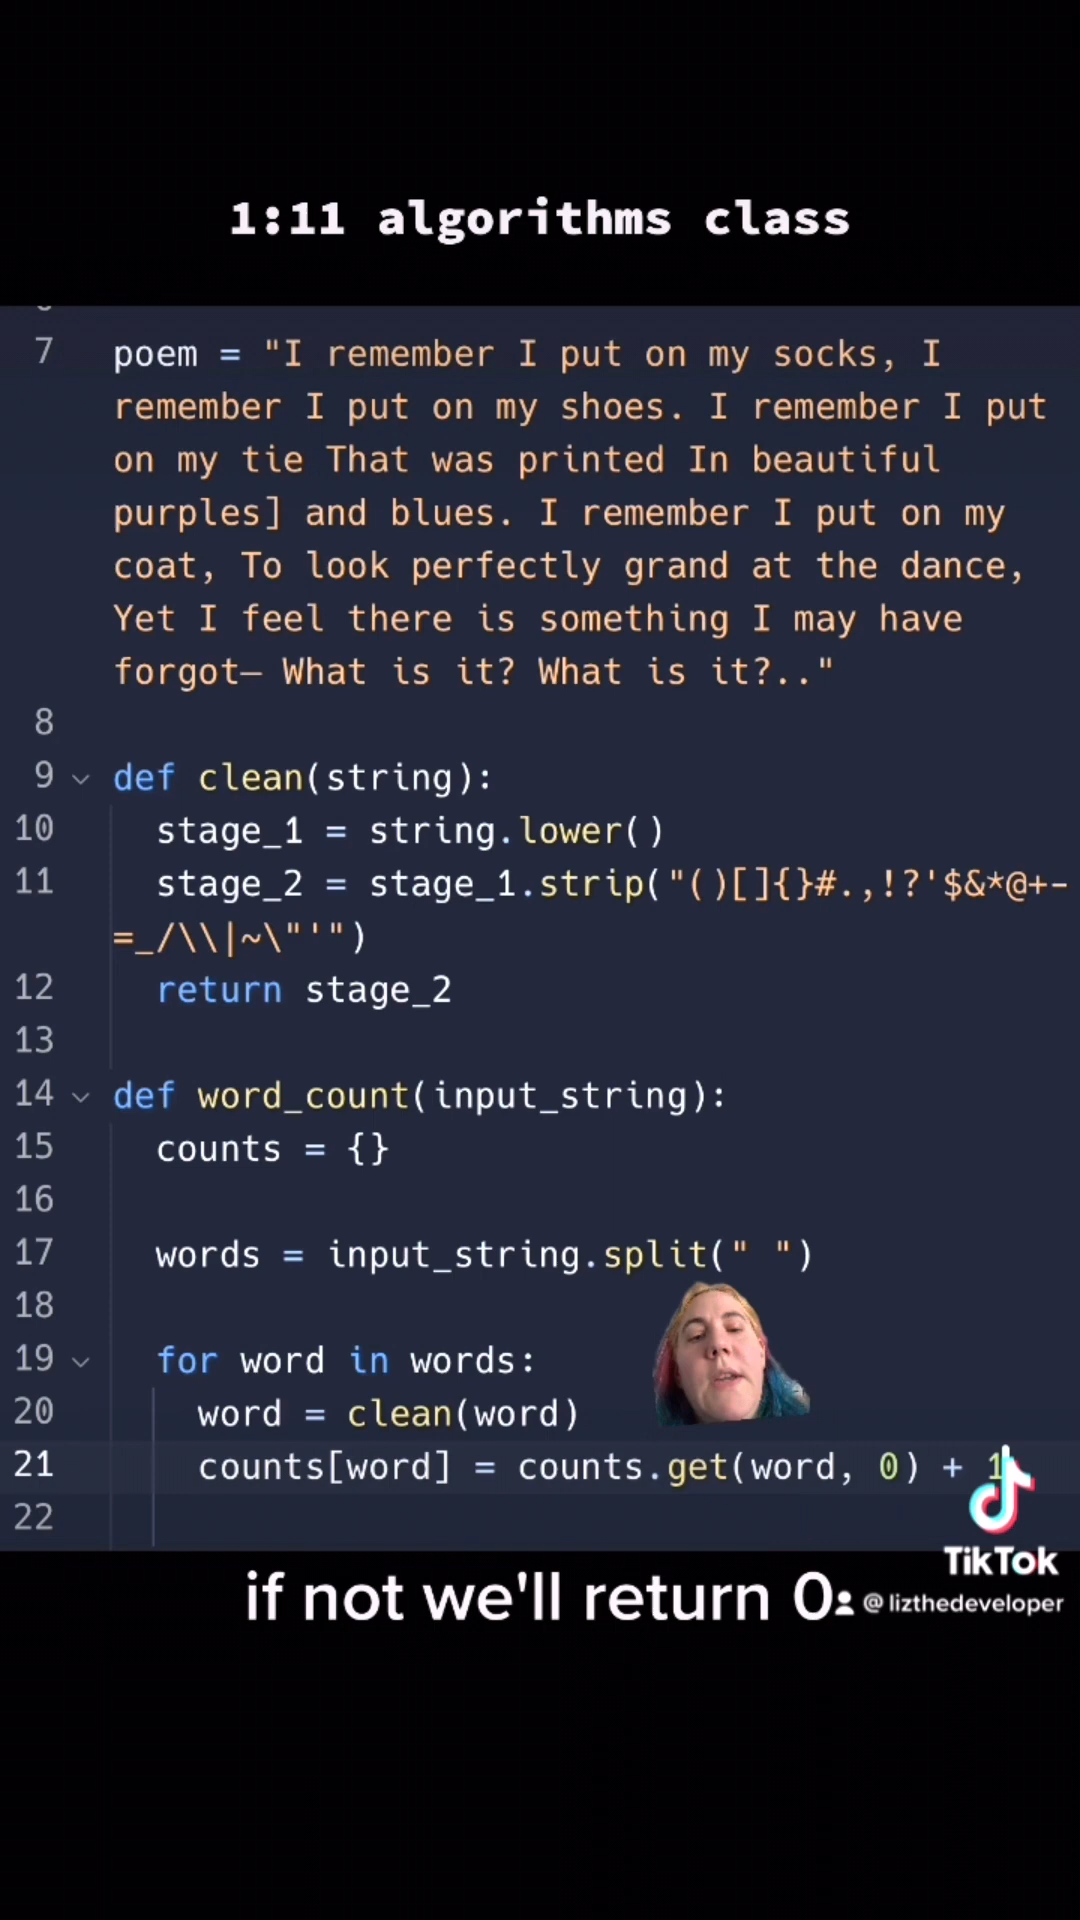 1:11 algorithms class
7 poem = "I remember I put on my socks, I
remember I put on my shoes. I remember I put
on my tie That was printed In beautiful
purples] and blues. I remember I put on my
coat, To look perfectly grand at the dance,
Yet I feel there is something I may have
forgot— What is it? What is it?.."
8
9 def clean(string):
10 stage_1 = string.lower()
11 stage_2 = stage_1.strip("()[]{}#.,!?'$&*@+-
=_/\\|~\"'")
12 return stage_2
13
14 def word_count(input_string):
15 counts = {}
16
17 words = input_string.split(" ")
18
19 for word in words:
20 word = clean(word)
21 counts[word] = counts.get(word, 0) + 1
22
TikTok
@lizthedeveloper
if not we'll return 0